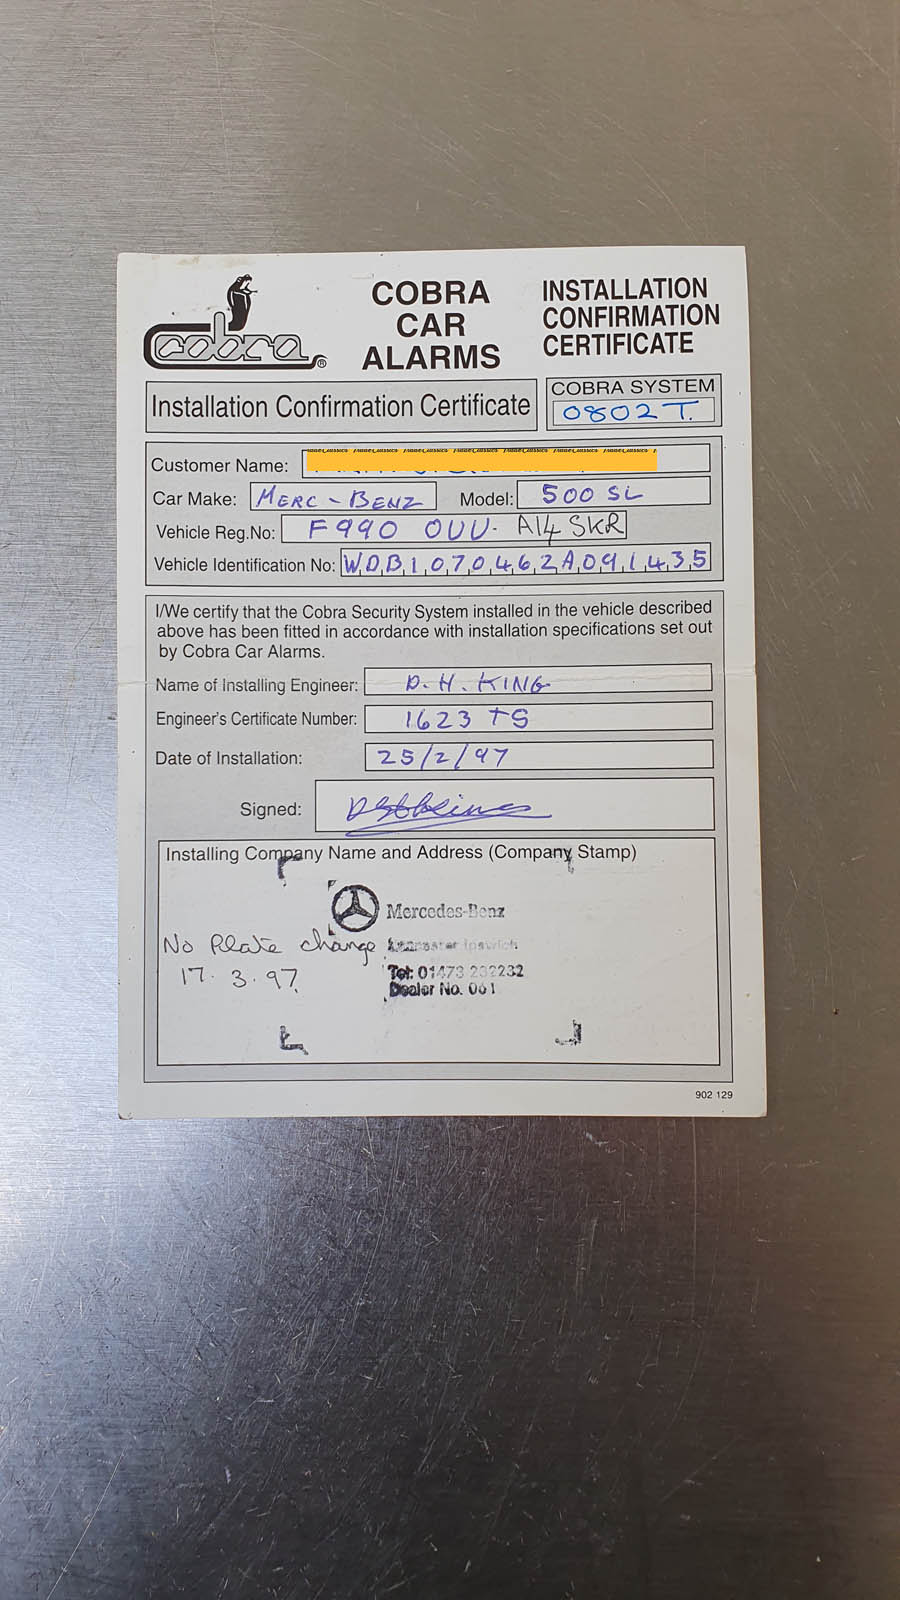 cobra®
COBRA
CAR
ALARMS
INSTALLATION
CONFIRMATION
CERTIFICATE
Installation Confirmation Certificate
COBRA SYSTEM
0802T.
Customer Name:
Car Make: MERC - BENZ Model: 500 SL
Vehicle Reg.No: F990 OUU. A14 SKR
Vehicle Identification No: WDB1070462A091435
I/We certify that the Cobra Security System installed in the vehicle described
above has been fitted in accordance with installation specifications set out
by Cobra Car Alarms.
Name of Installing Engineer: D. H. KING
Engineer's Certificate Number: 1623 TS
Date of Installation: 25/2/97
Signed:
Installing Company Name and Address (Company Stamp)
Mercedes-Benz
No Plate change Lancaster Ipswich
17. 3. 97.
Tel: 01473 232232
Dealer No. 061
902 129